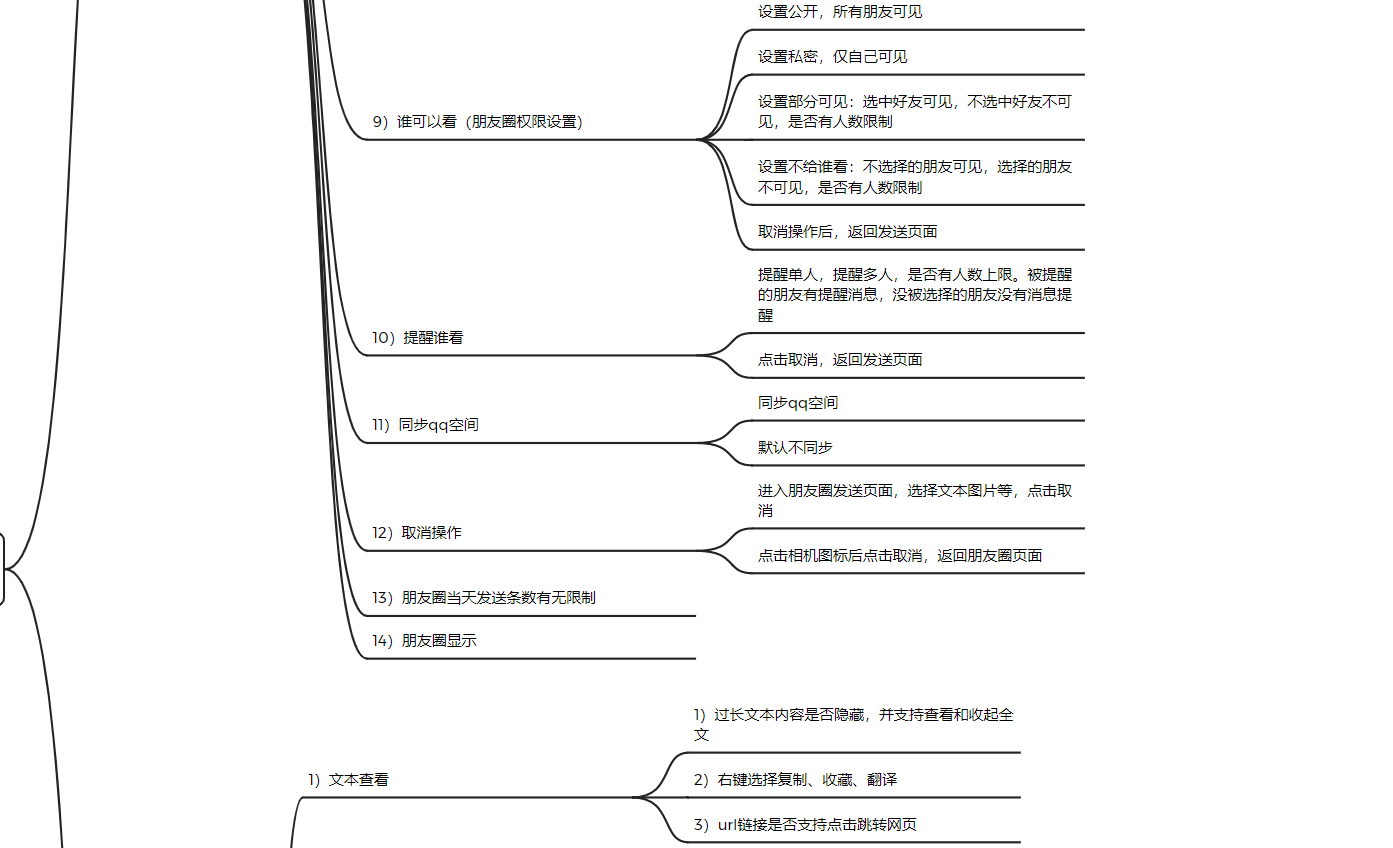 设置公开，所有朋友可见
设置私密，仅自己可见
9）谁可以看（朋友圈权限设置）
设置部分可见：选中好友可见，不选中好友不可
见，是否有人数限制
设置不给谁看：不选择的朋友可见，选择的朋友
不可见，是否有人数限制
取消操作后，返回发送页面
10）提醒谁看
提醒单人，提醒多人，是否有人数上限。被提醒
的朋友有提醒消息，没被选择的朋友没有消息提
醒
点击取消，返回发送页面
11）同步qq空间
同步qq空间
默认不同步
12）取消操作
进入朋友圈发送页面，选择文本图片等，点击取
消
点击相机图标后点击取消，返回朋友圈页面
13）朋友圈当天发送条数有无限制
14）朋友圈显示
1）文本查看
1）过长文本内容是否隐藏，并支持查看和收起全
文
2）右键选择复制、收藏、翻译
3）url链接是否支持点击跳转网页